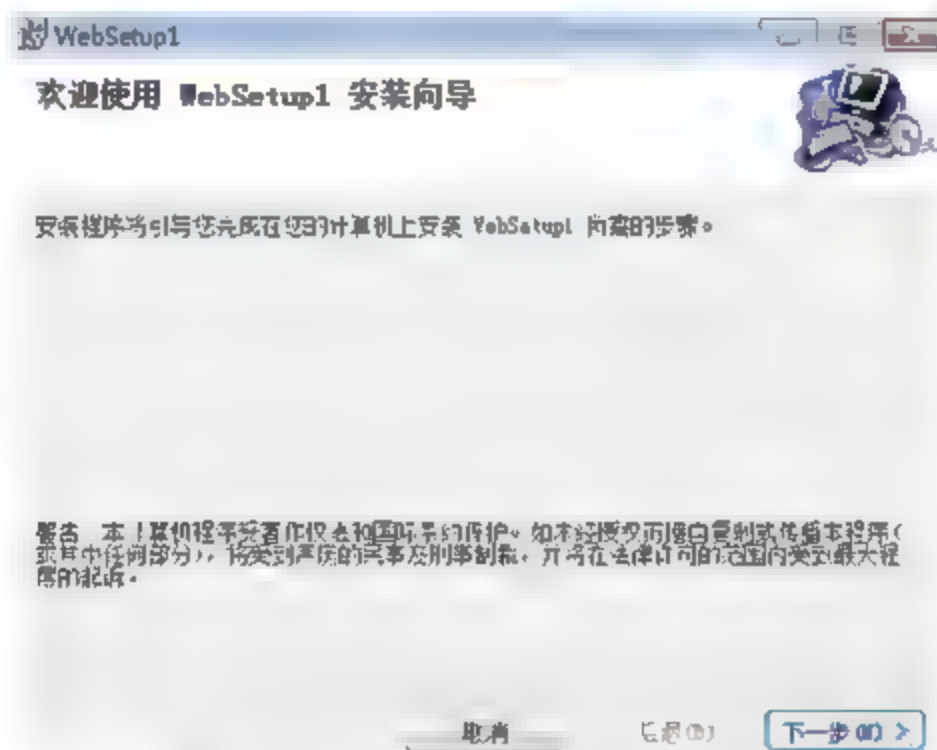 WebSetup1
欢迎使用 WebSetup1 安装向导
安装程序将引导您完成在您的计算机上安装 WebSetup1 所需的步骤。
警告：本计算机程序受著作权法和国际条约保护。如未经授权而擅自复制或传播本程序(
或其中任何部分)，将受到严厉的民事及刑事制裁，并将在法律许可的范围内受到最大程
度的起诉。
取消
下一步(N) >